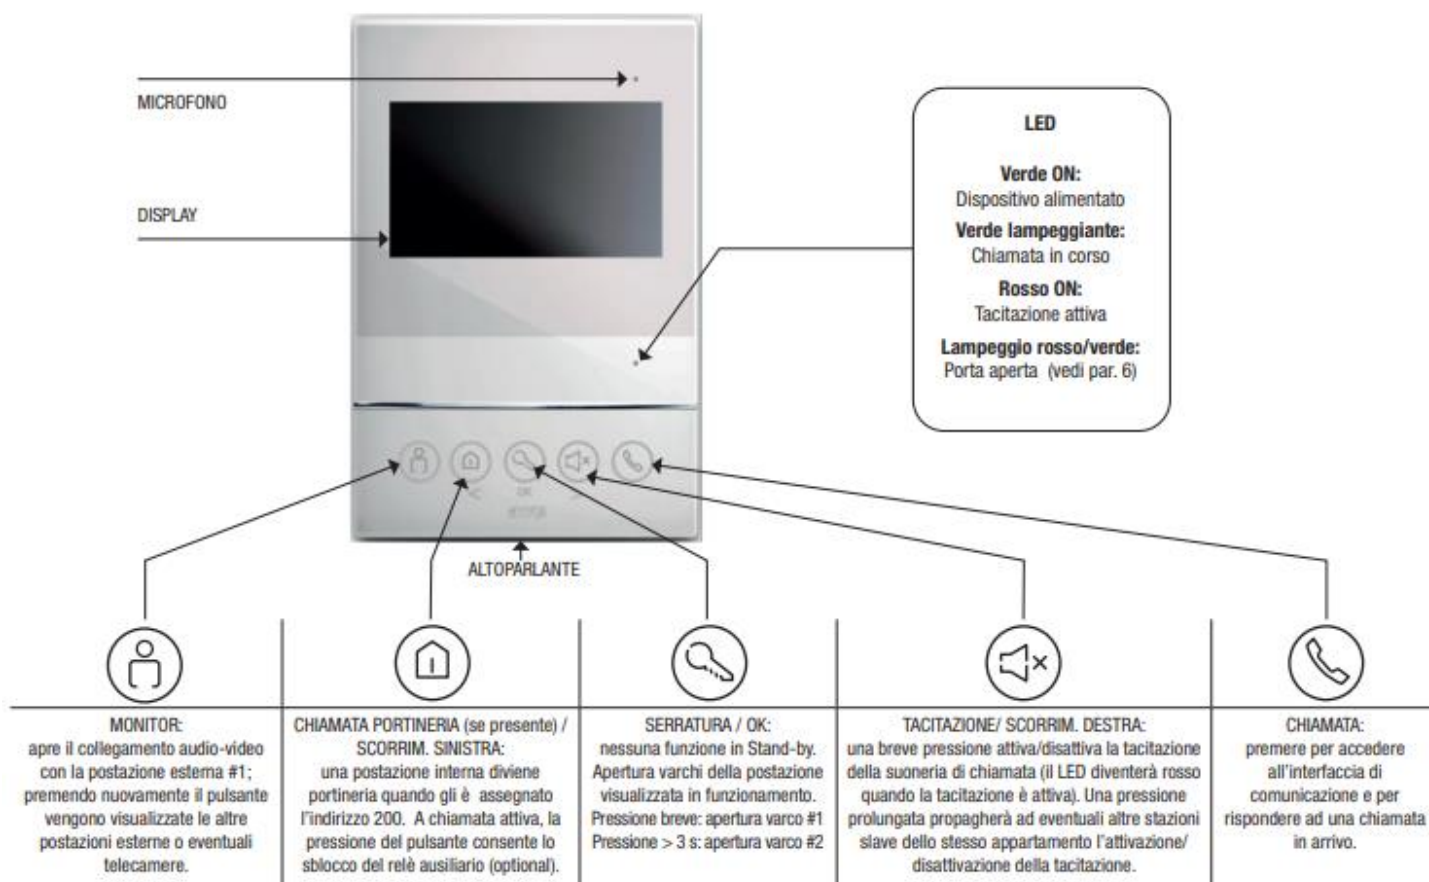 MICROFONO
DISPLAY
LED
Verde ON:
Dispositivo alimentato
Verde lampeggiante:
Chiamata in corso
Rosso ON:
Tacitazione attiva
Lampeggio rosso/verde:
Porta aperta (vedi par. 6)
OK
ALTOPARLANTE
MONITOR:
apre il collegamento audio-video
con la postazione esterna #1;
premendo nuovamente il pulsante
vengono visualizzate le altre
postazioni esterne o eventuali
telecamere.
CHIAMATA PORTINERIA (se presente) /
SCORRIM. SINISTRA:
una postazione interna diviene
portineria quando gli è assegnato
l'indirizzo 200. A chiamata attiva, la
pressione del pulsante consente lo
sblocco del relè ausiliario (optional).
SERRATURA / OK:
nessuna funzione in Stand-by.
Apertura varchi della postazione
visualizzata in funzionamento.
Pressione breve: apertura varco #1
Pressione > 3 s: apertura varco #2
TACITAZIONE/ SCORRIM. DESTRA:
una breve pressione attiva/disattiva la tacitazione
della suoneria di chiamata (il LED diventerà rosso
quando la tacitazione è attiva). Una pressione
prolungata propagherà ad eventuali altre stazioni
slave dello stesso appartamento l'attivazione/
disattivazione della tacitazione.
CHIAMATA:
premere per accedere
all'interfaccia di
comunicazione e per
rispondere ad una chiamata
in arrivo.